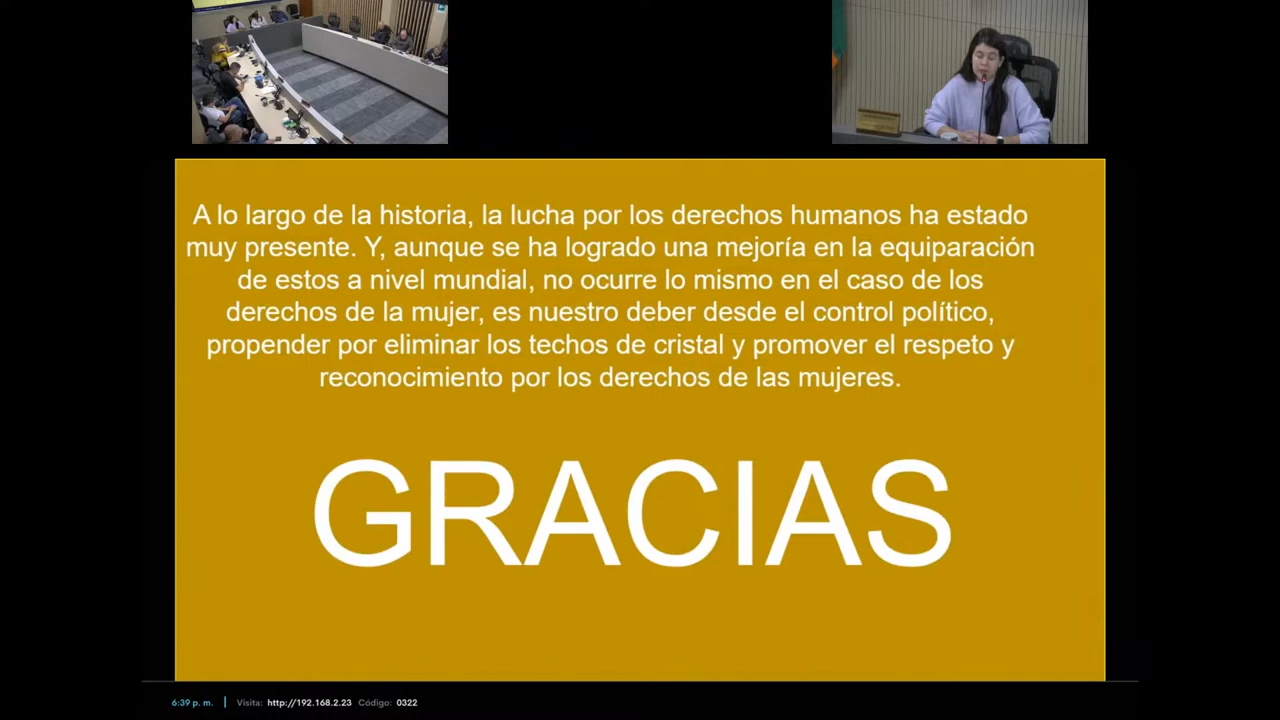 A lo largo de la historia, la lucha por los derechos humanos ha estado
muy presente. Y, aunque se ha logrado una mejoría en la equiparación
de estos a nivel mundial, no ocurre lo mismo en el caso de los
derechos de la mujer, es nuestro deber desde el control político,
propender por eliminar los techos de cristal y promover el respeto y
reconocimiento por los derechos de las mujeres.
GRACIAS
6:39 p. m. | Visita: http://192.168.2.23 Código: 0322